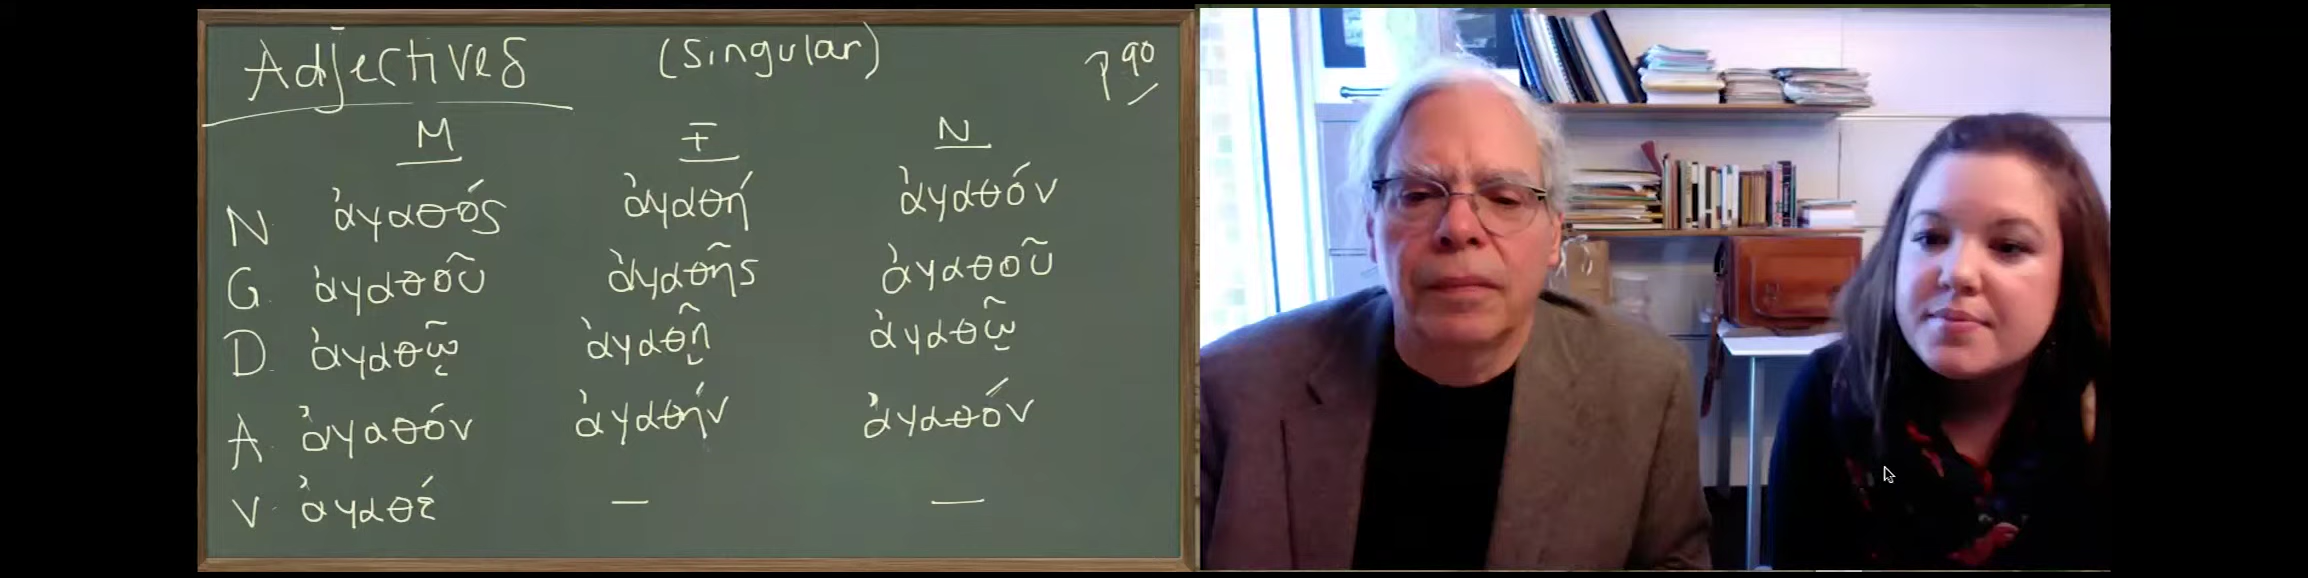 Adjectives (Singular) p 90
M F N
N. ἀγαθός ἀγαθή ἀγαθόν
G. ἀγαθοῦ ἀγαθῆς ἀγαθοῦ
D. ἀγαθῷ ἀγαθῇ ἀγαθῷ
A. ἀγαθόν ἀγαθήν ἀγαθόν
V. ἀγαθέ — —